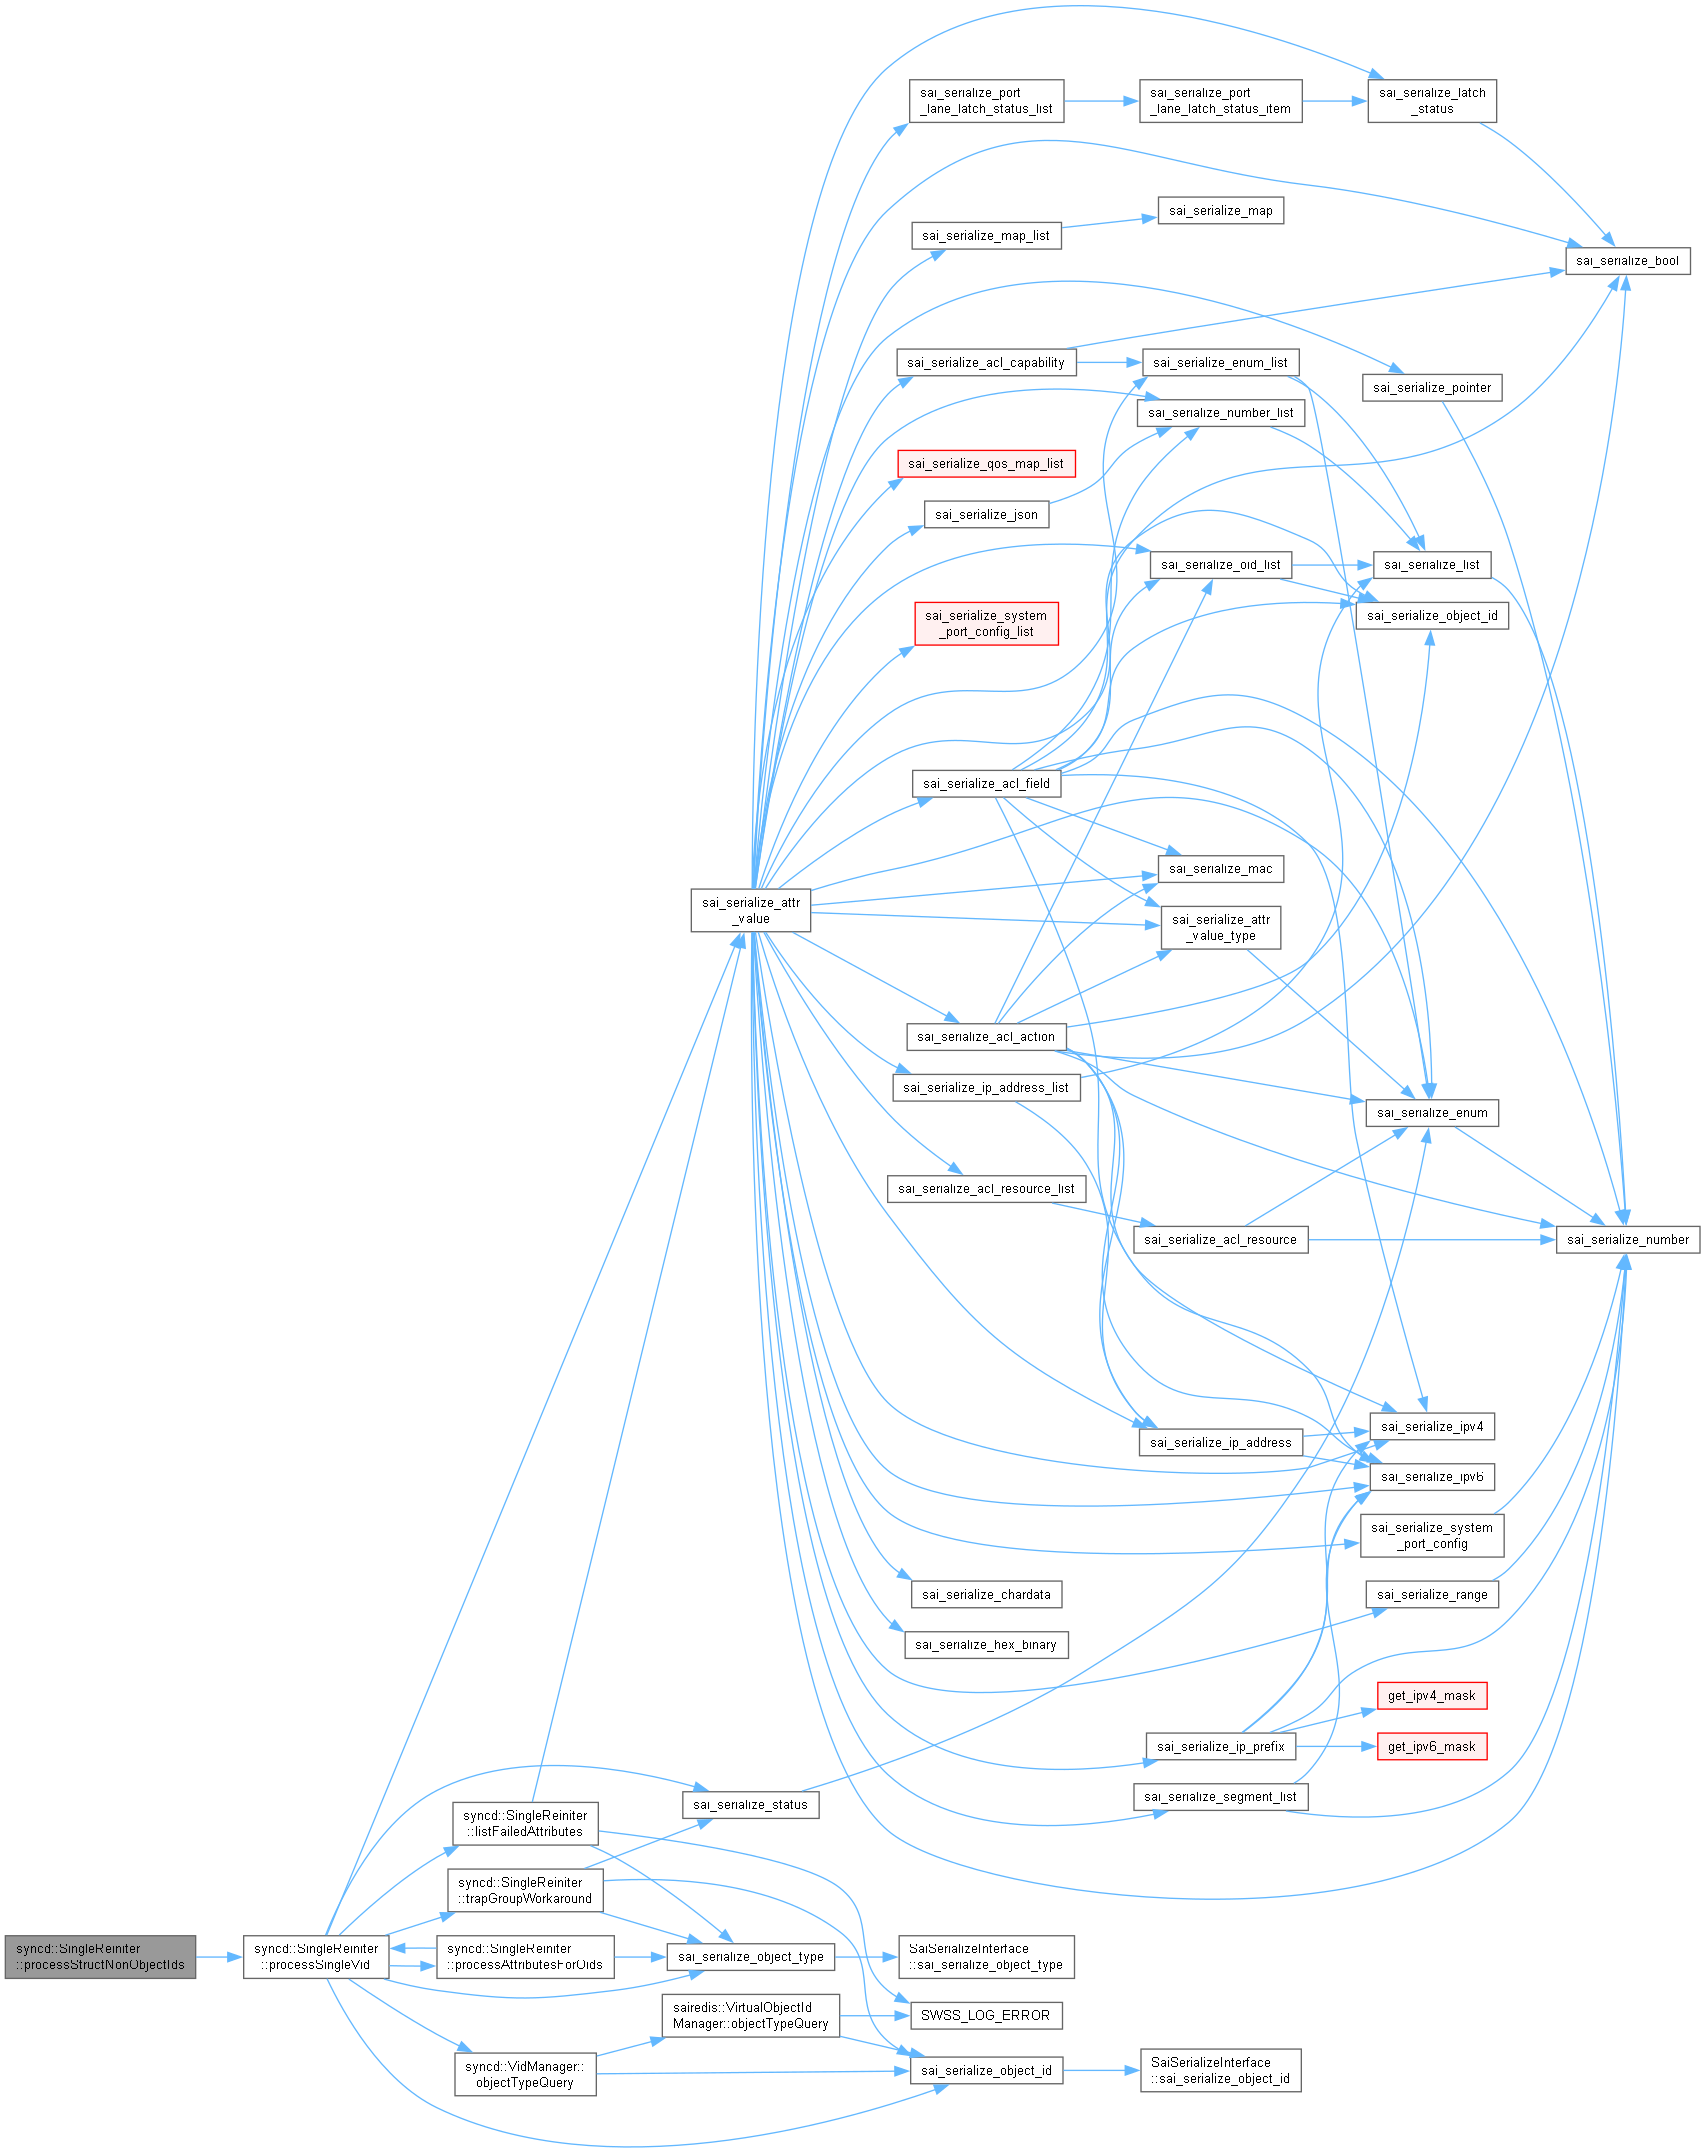 sai_serialize_port
_lane_latch_status_list
sai_serialize_port
_lane_latch_status_item
sai_serialize_latch
_status
sai_serialize_map
sai_serialize_map_list
sai_serialize_bool
sai_serialize_acl_capability
sai_serialize_enum_list
sai_serialize_pointer
sai_serialize_number_list
sai_serialize_qos_map_list
sai_serialize_json
sai_serialize_oid_list
sai_serialize_list
sai_serialize_system
_port_config_list
sai_serialize_object_id
sai_serialize_acl_field
sai_serialize_mac
sai_serialize_attr
_value
sai_serialize_attr
_value_type
sai_serialize_acl_action
sai_serialize_ip_address_list
sai_serialize_enum
sai_serialize_acl_resource_list
sai_serialize_acl_resource
sai_serialize_number
sai_serialize_ipv4
sai_serialize_ip_address
sai_serialize_ipv6
sai_serialize_system
_port_config
sai_serialize_chardata
sai_serialize_range
sai_serialize_hex_binary
get_ipv4_mask
sai_serialize_ip_prefix
get_ipv6_mask
sai_serialize_segment_list
sai_serialize_status
syncd::SingleReiniter
::listFailedAttributes
syncd::SingleReiniter
::trapGroupWorkaround
syncd::SingleReiniter
::processStructNonObjectIds
syncd::SingleReiniter
::processSingleVid
syncd::SingleReiniter
::processAttributesForOids
sai_serialize_object_type
SaiSerializeInterface
::sai_serialize_object_type
sairedis::VirtualObjectId
Manager::objectTypeQuery
SWSS_LOG_ERROR
syncd::VidManager::
objectTypeQuery
sai_serialize_object_id
SaiSerializeInterface
::sai_serialize_object_id